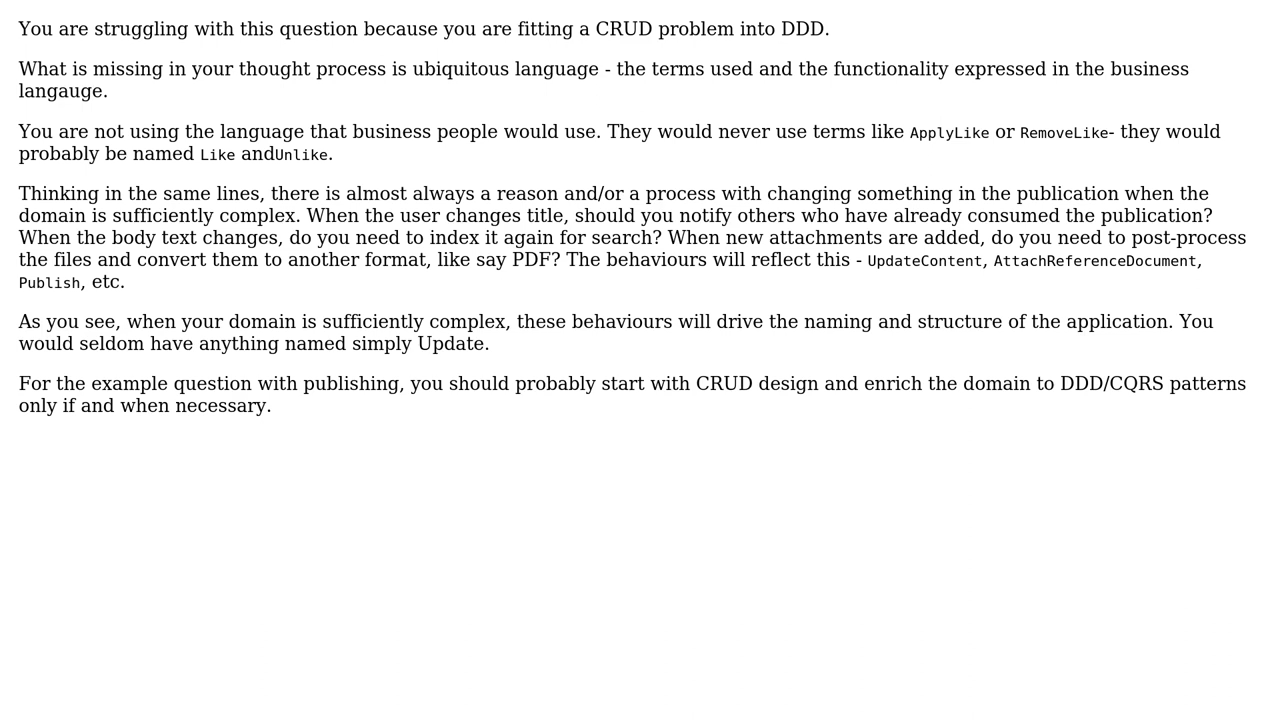 You are struggling with this question because you are fitting a CRUD problem into DDD.
What is missing in your thought process is ubiquitous language - the terms used and the functionality expressed in the business
langauge.
You are not using the language that business people would use. They would never use terms like ApplyLike or RemoveLike- they would
probably be named Like andUnlike.
Thinking in the same lines, there is almost always a reason and/or a process with changing something in the publication when the
domain is sufficiently complex. When the user changes title, should you notify others who have already consumed the publication?
When the body text changes, do you need to index it again for search? When new attachments are added, do you need to post-process
the files and convert them to another format, like say PDF? The behaviours will reflect this - UpdateContent, AttachReferenceDocument,
Publish, etc.
As you see, when your domain is sufficiently complex, these behaviours will drive the naming and structure of the application. You
would seldom have anything named simply Update.
For the example question with publishing, you should probably start with CRUD design and enrich the domain to DDD/CQRS patterns
only if and when necessary.